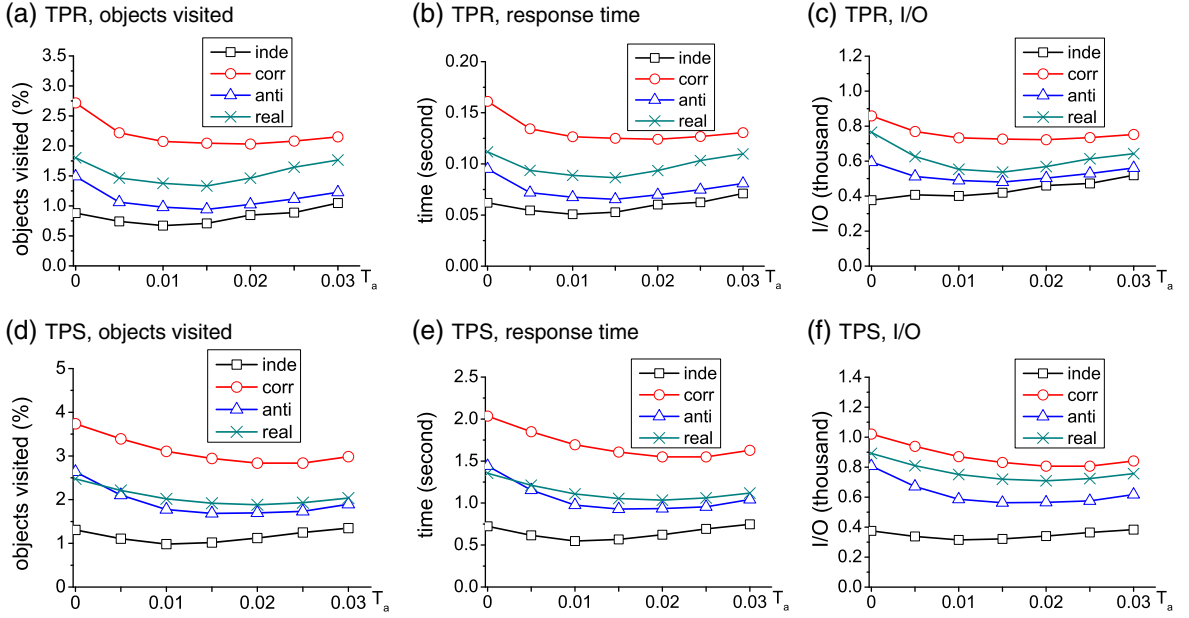 (a) TPR, objects visited
objects visited (%)
3.5
3.0
2.5
2.0
1.5
1.0
0.5
0.0
0 0.01 0.02 0.03 T_a
inde
corr
anti
real
(b) TPR, response time
time (second)
0.20
0.15
0.10
0.05
0.00
0 0.01 0.02 0.03 T_a
inde
corr
anti
real
(c) TPR, I/O
I/O (thousand)
1.2
1.0
0.8
0.6
0.4
0.2
0.0
0 0.01 0.02 0.03 T_a
inde
corr
anti
real
(d) TPS, objects visited
objects visited (%)
5
4
3
2
1
0
0 0.01 0.02 0.03 T_a
inde
corr
anti
real
(e) TPS, response time
time (second)
2.5
2.0
1.5
1.0
0.5
0.0
0 0.01 0.02 0.03 T_a
inde
corr
anti
real
(f) TPS, I/O
I/O (thousand)
1.4
1.2
1.0
0.8
0.6
0.4
0.2
0.0
0 0.01 0.02 0.03 T_a
inde
corr
anti
real